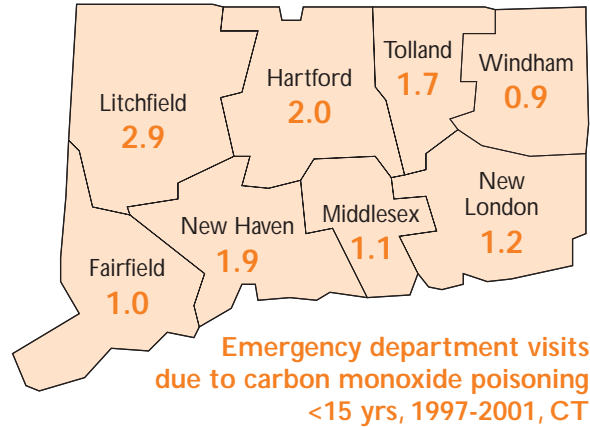 Litchfield
2.9
Hartford
2.0
Tolland
1.7
Windham
0.9
Fairfield
1.0
New Haven
1.9
Middlesex
1.1
New
London
1.2
Emergency department visits
due to carbon monoxide poisoning
<15 yrs, 1997-2001, CT